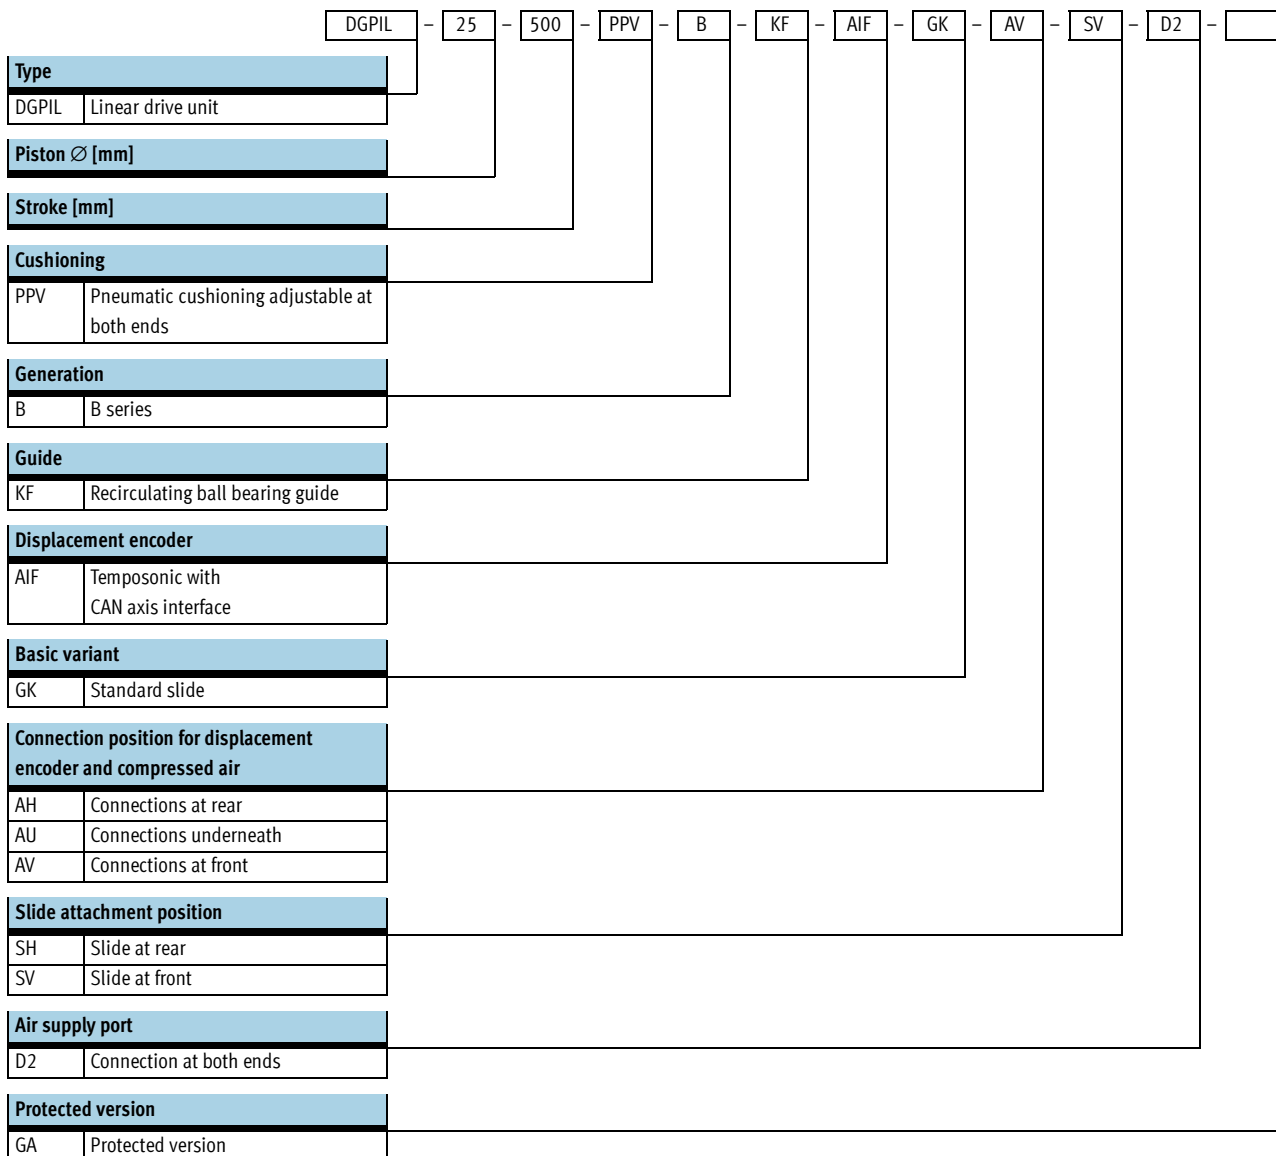 DGPIL – 25 – 500 – PPV – B – KF – AIF – GK – AV – SV – D2 –
Type
DGPIL Linear drive unit
Piston ∅ [mm]
Stroke [mm]
Cushioning
PPV Pneumatic cushioning adjustable at
both ends
Generation
B B series
Guide
KF Recirculating ball bearing guide
Displacement encoder
AIF Temposonic with
CAN axis interface
Basic variant
GK Standard slide
Connection position for displacement
encoder and compressed air
AH Connections at rear
AU Connections underneath
AV Connections at front
Slide attachment position
SH Slide at rear
SV Slide at front
Air supply port
D2 Connection at both ends
Protected version
GA Protected version